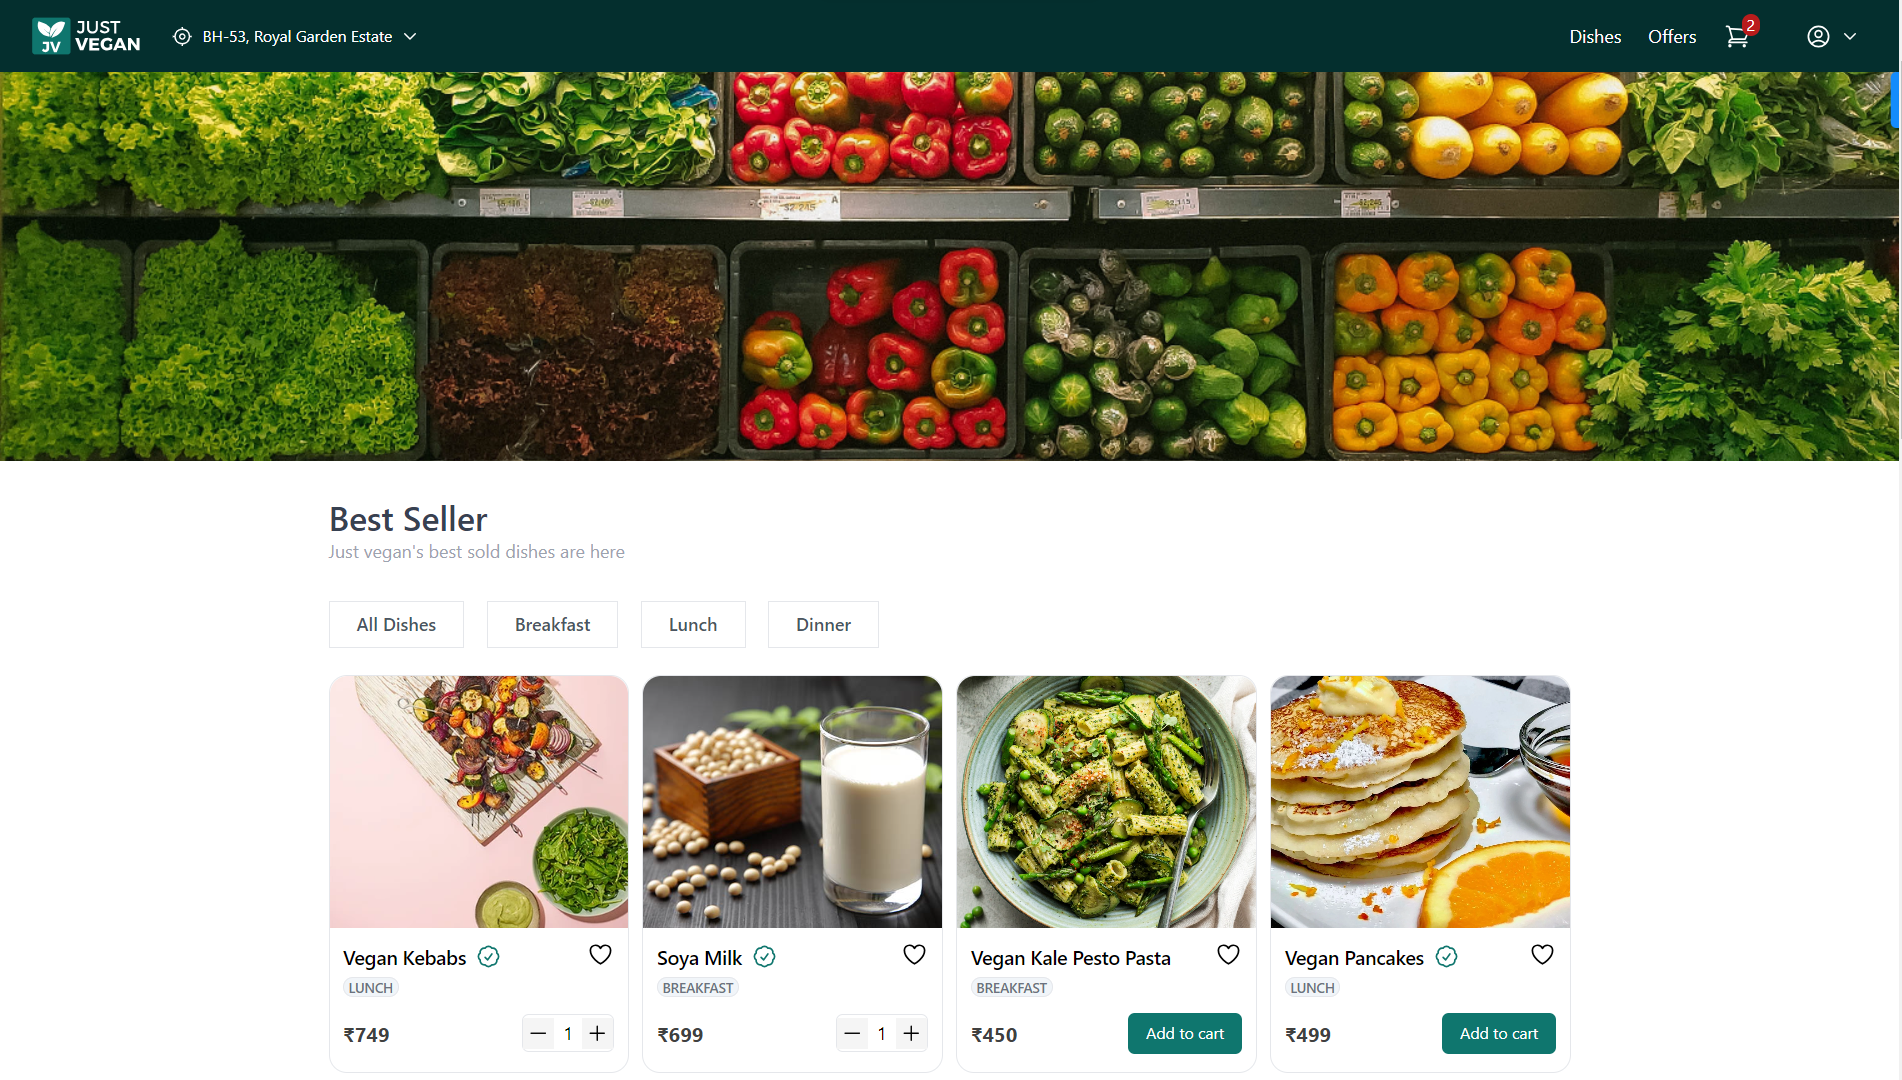 JV JUST VEGAN
BH-53, Royal Garden Estate
Dishes
Offers
2
Best Seller
Just vegan's best sold dishes are here
All Dishes
Breakfast
Lunch
Dinner
Vegan Kebabs
LUNCH
₹749
1
Soya Milk
BREAKFAST
₹699
1
Vegan Kale Pesto Pasta
BREAKFAST
₹450
Add to cart
Vegan Pancakes
LUNCH
₹499
Add to cart